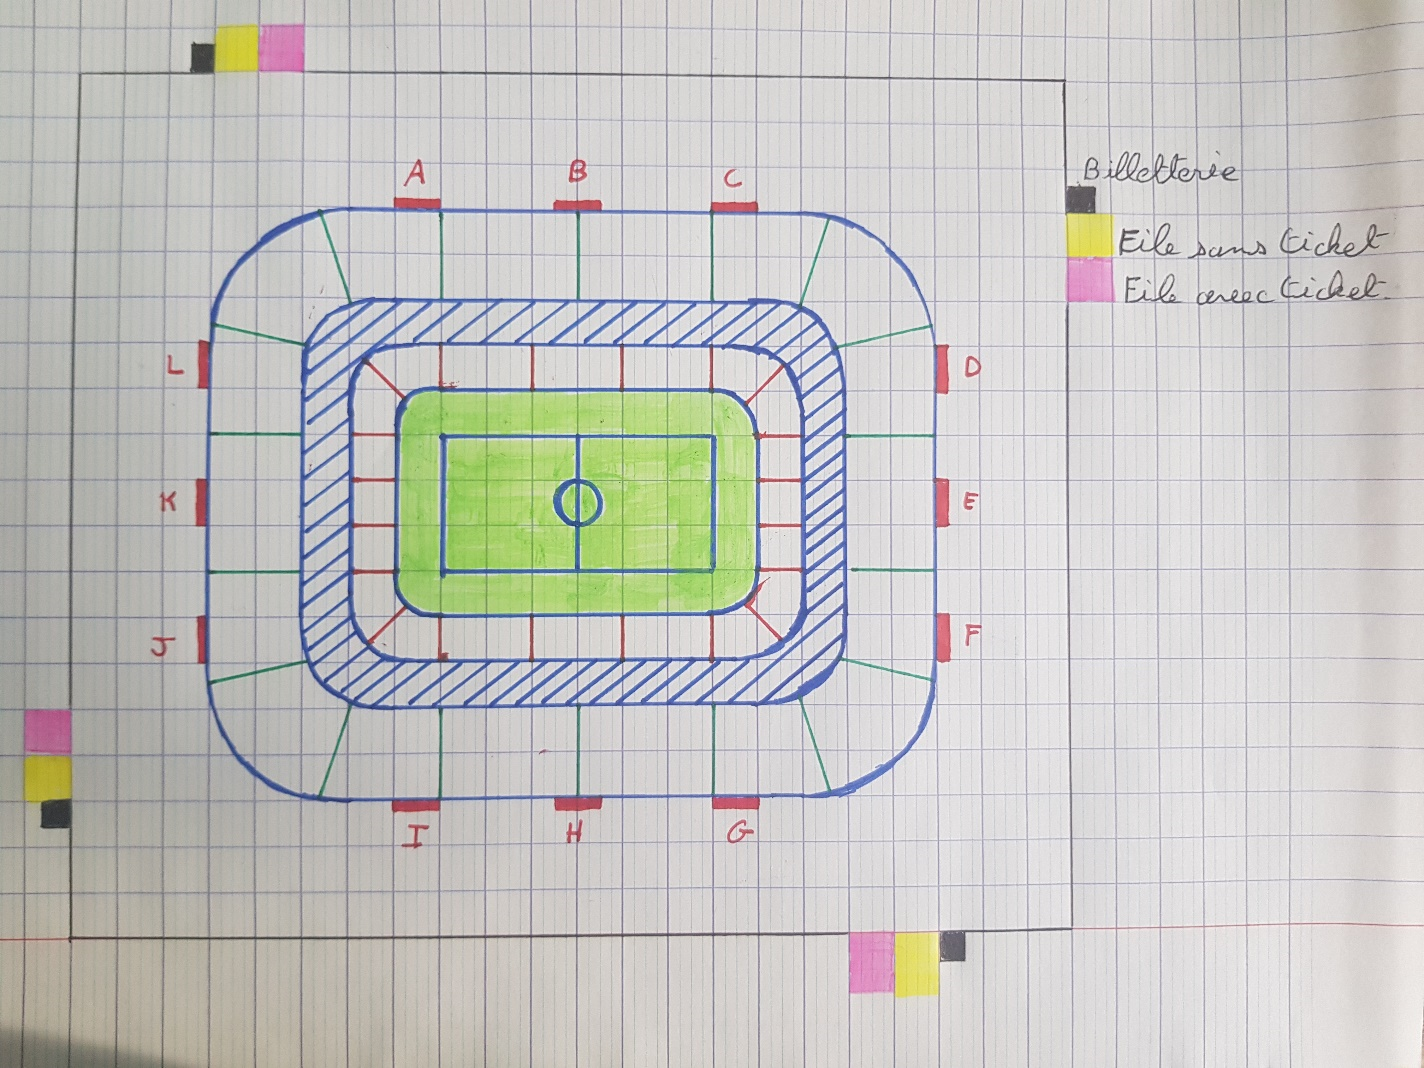 A B C
Billetterie
File sans ticket
File avec ticket.
L D
K E
J F
I H G